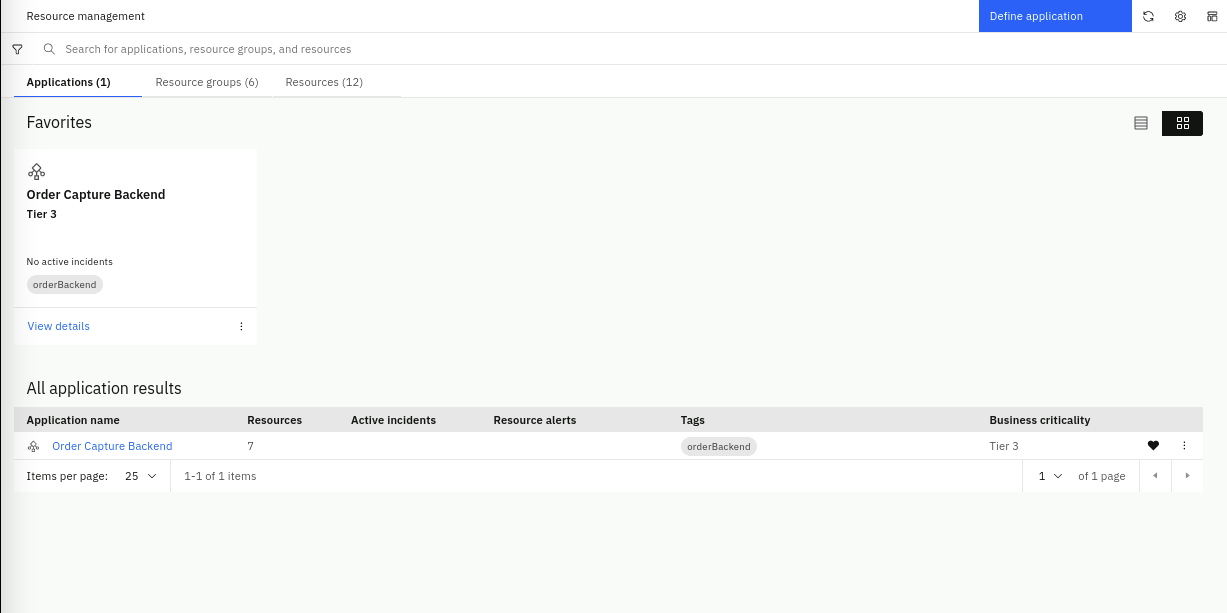 Resource management
Define application
Search for applications, resource groups, and resources
Applications (1) Resource groups (6) Resources (12)
Favorites
Order Capture Backend
Tier 3
No active incidents
orderBackend
View details
All application results
Application name Resources Active incidents Resource alerts Tags Business criticality
Order Capture Backend 7 orderBackend Tier 3
Items per page: 25 1-1 of 1 items 1 of 1 page